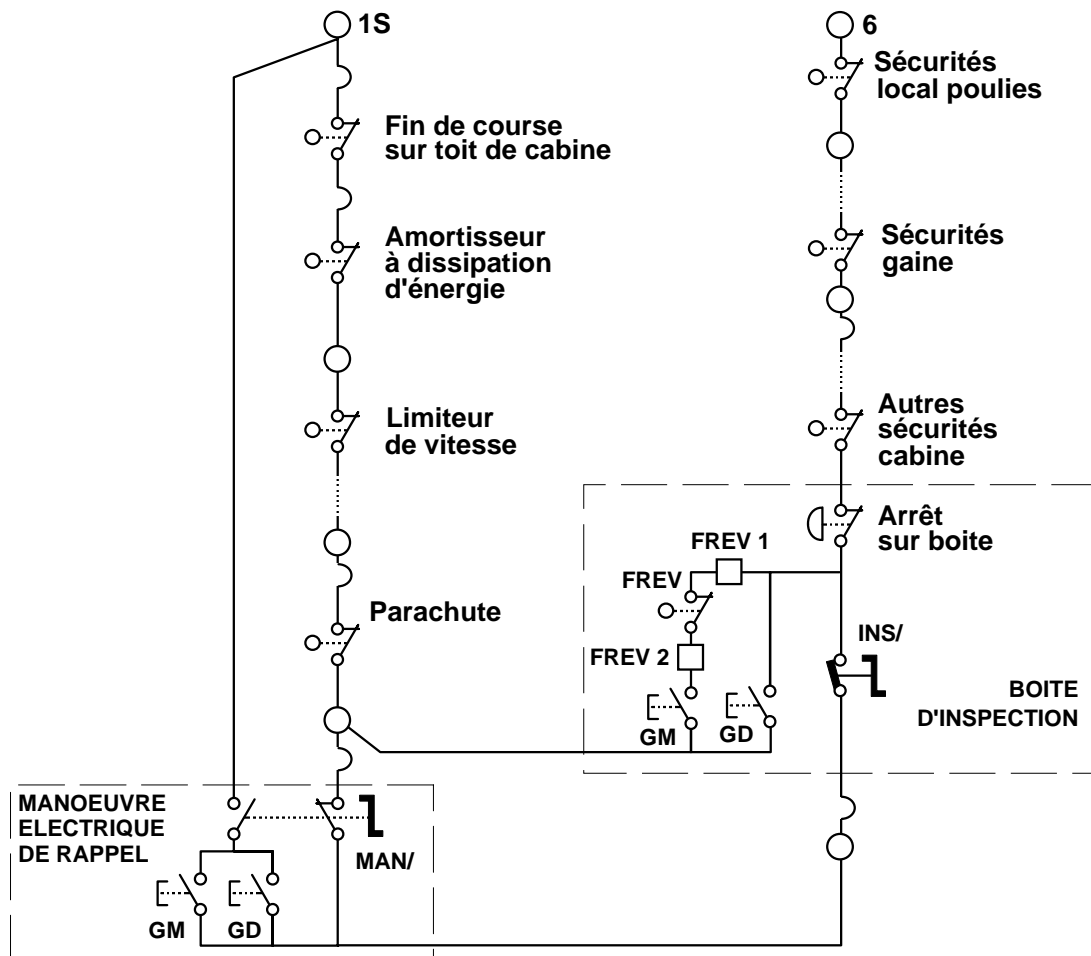 1S
6
Sécurités
local poulies
Fin de course
sur toit de cabine
Amortisseur
à dissipation
d'énergie
Sécurités
gaine
Limiteur
de vitesse
Autres
sécurités
cabine
Arrêt
sur boite
FREV 1
FREV
Parachute
FREV 2
INS/
BOITE
D'INSPECTION
GM
GD
MANOEUVRE
ELECTRIQUE
DE RAPPEL
MAN/
GM
GD